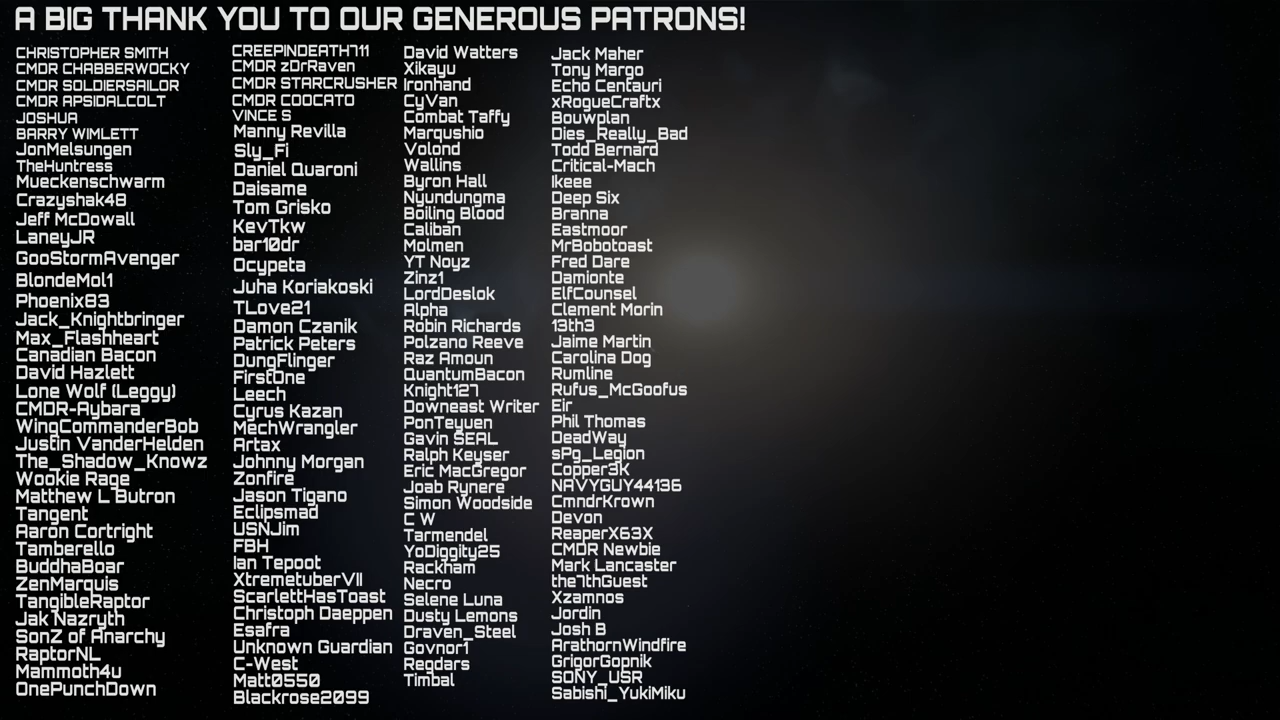 A BIG THANK YOU TO OUR GENEROUS PATRONS!
CHRISTOPHER SMITH
CMDR CHABBERWOCKY
CMDR SOLDIERSAILOR
CMDR APSIDALCOLT
JOSHUA
BARRY WIMLETT
JonMelsungen
TheHuntress
Mueckenschwarm
Crazyshak48
Jeff McDowall
LaneyJR
GooStormAvenger
BlondeMol1
Phoenix83
Jack_Knightbringer
Max_Flashheart
Canadian Bacon
David Hazlett
Lone Wolf (Leggy)
CMDR-Aybara
WingCommanderBob
Justin VanderHelden
The_Shadow_Knowz
Wookie Rage
Matthew L Butron
Tangent
Aaron Cortright
Tamberello
BuddhaBoar
ZenMarquis
TangibleRaptor
Jak Nazryth
SonZ of Anarchy
RaptorNL
Mammoth4u
OnePunchDown
CREEPINDEATH711
CMDR zDrRaven
CMDR STARCRUSHER
CMDR COOCATO
VINCE S
Manny Revilla
Sly_Fi
Daniel Quaroni
Daisame
Tom Grisko
KevTkw
bar10dr
Ocypeta
Juha Koriakoski
TLove21
Damon Czanik
Patrick Peters
DungFlinger
FirstOne
Leech
Cyrus Kazan
MechWrangler
Artax
Johnny Morgan
Zonfire
Jason Tigano
Eclipsmad
USNJim
FBH
Ian Tepoot
XtremetuberVII
ScarlettHasToast
Christoph Daeppen
Esafra
Unknown Guardian
C-West
Matt0550
Blackrose2099
David Watters
Xikayu
Ironhand
CyVan
Combat Taffy
Marqushio
Volond
Wallins
Byron Hall
Nyundungma
Boiling Blood
Caliban
Molmen
YT Noyz
Zinz1
LordDeslok
Alpha
Robin Richards
Polzano Reeve
Raz Amoun
QuantumBacon
Knight127
Downeast Writer
PonTeyuen
Gavin SEAL
Ralph Keyser
Eric MacGregor
Joab Rynere
Simon Woodside
C W
Tarmendel
YoDiggity25
Rackham
Necro
Selene Luna
Dusty Lemons
Draven_Steel
Govnor1
Regdars
Timbal
Jack Maher
Tony Margo
Echo Centauri
xRogueCraftx
Bouwplan
Dies_Really_Bad
Todd Bernard
Critical-Mach
Ikeee
Deep Six
Branna
Eastmoor
MrBobotoast
Fred Dare
Damionte
ElfCounsel
Clement Morin
13th3
Jaime Martin
Carolina Dog
Rumline
Rufus_McGoofus
Eir
Phil Thomas
DeadWay
sPg_Legion
Copper3K
NAVYGUY44136
CmndrKrown
Devon
ReaperX63X
CMDR Newbie
Mark Lancaster
the7thGuest
Xzamnos
Jordin
Josh B
ArathornWindfire
GrigorGopnik
SONY_USR
Sabishi_YukiMiku